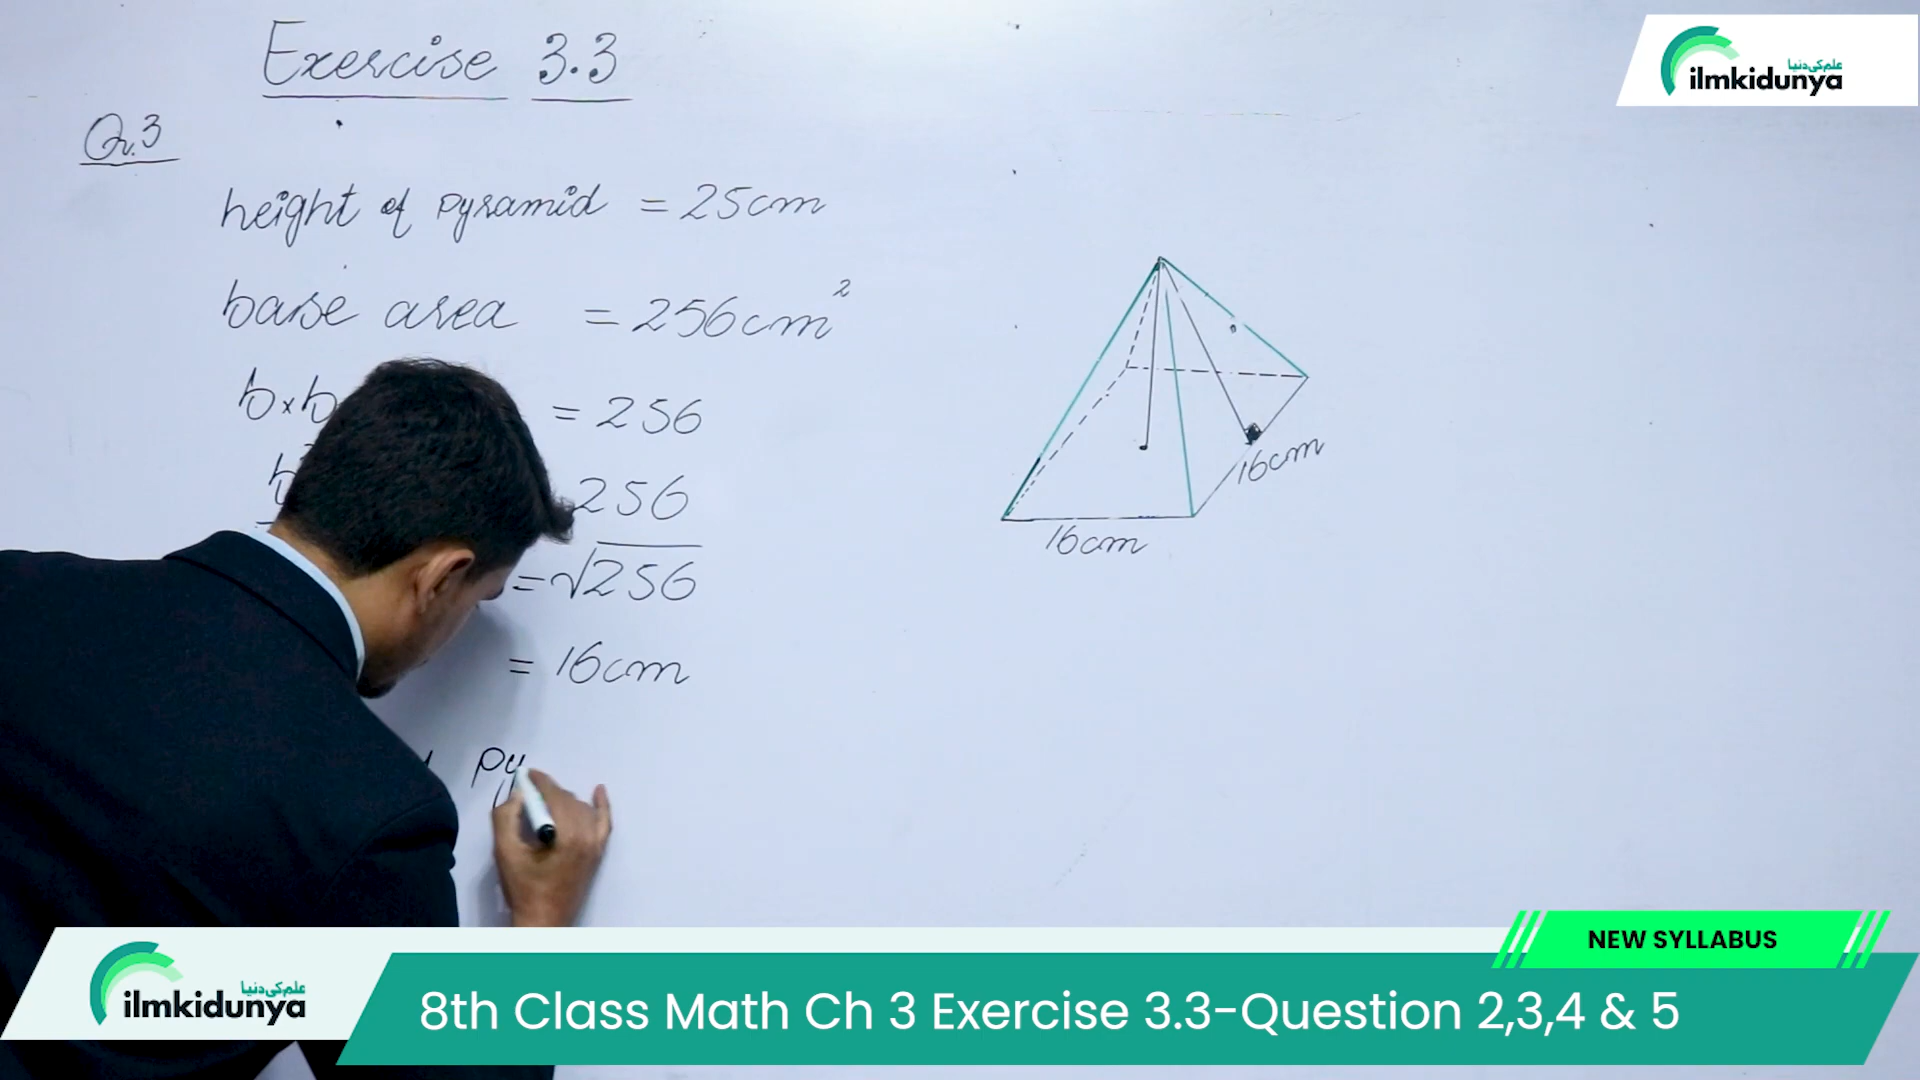 Exercise 3.3
علم کی دنیا
ilmkidunya
Q.3
height of pyramid = 25cm
base area = 256cm²
b×b = 256
256
16cm
=√256
16cm
= 16cm
py
NEW SYLLABUS
علم کی دنیا
ilmkidunya
8th Class Math Ch 3 Exercise 3.3-Question 2,3,4 & 5